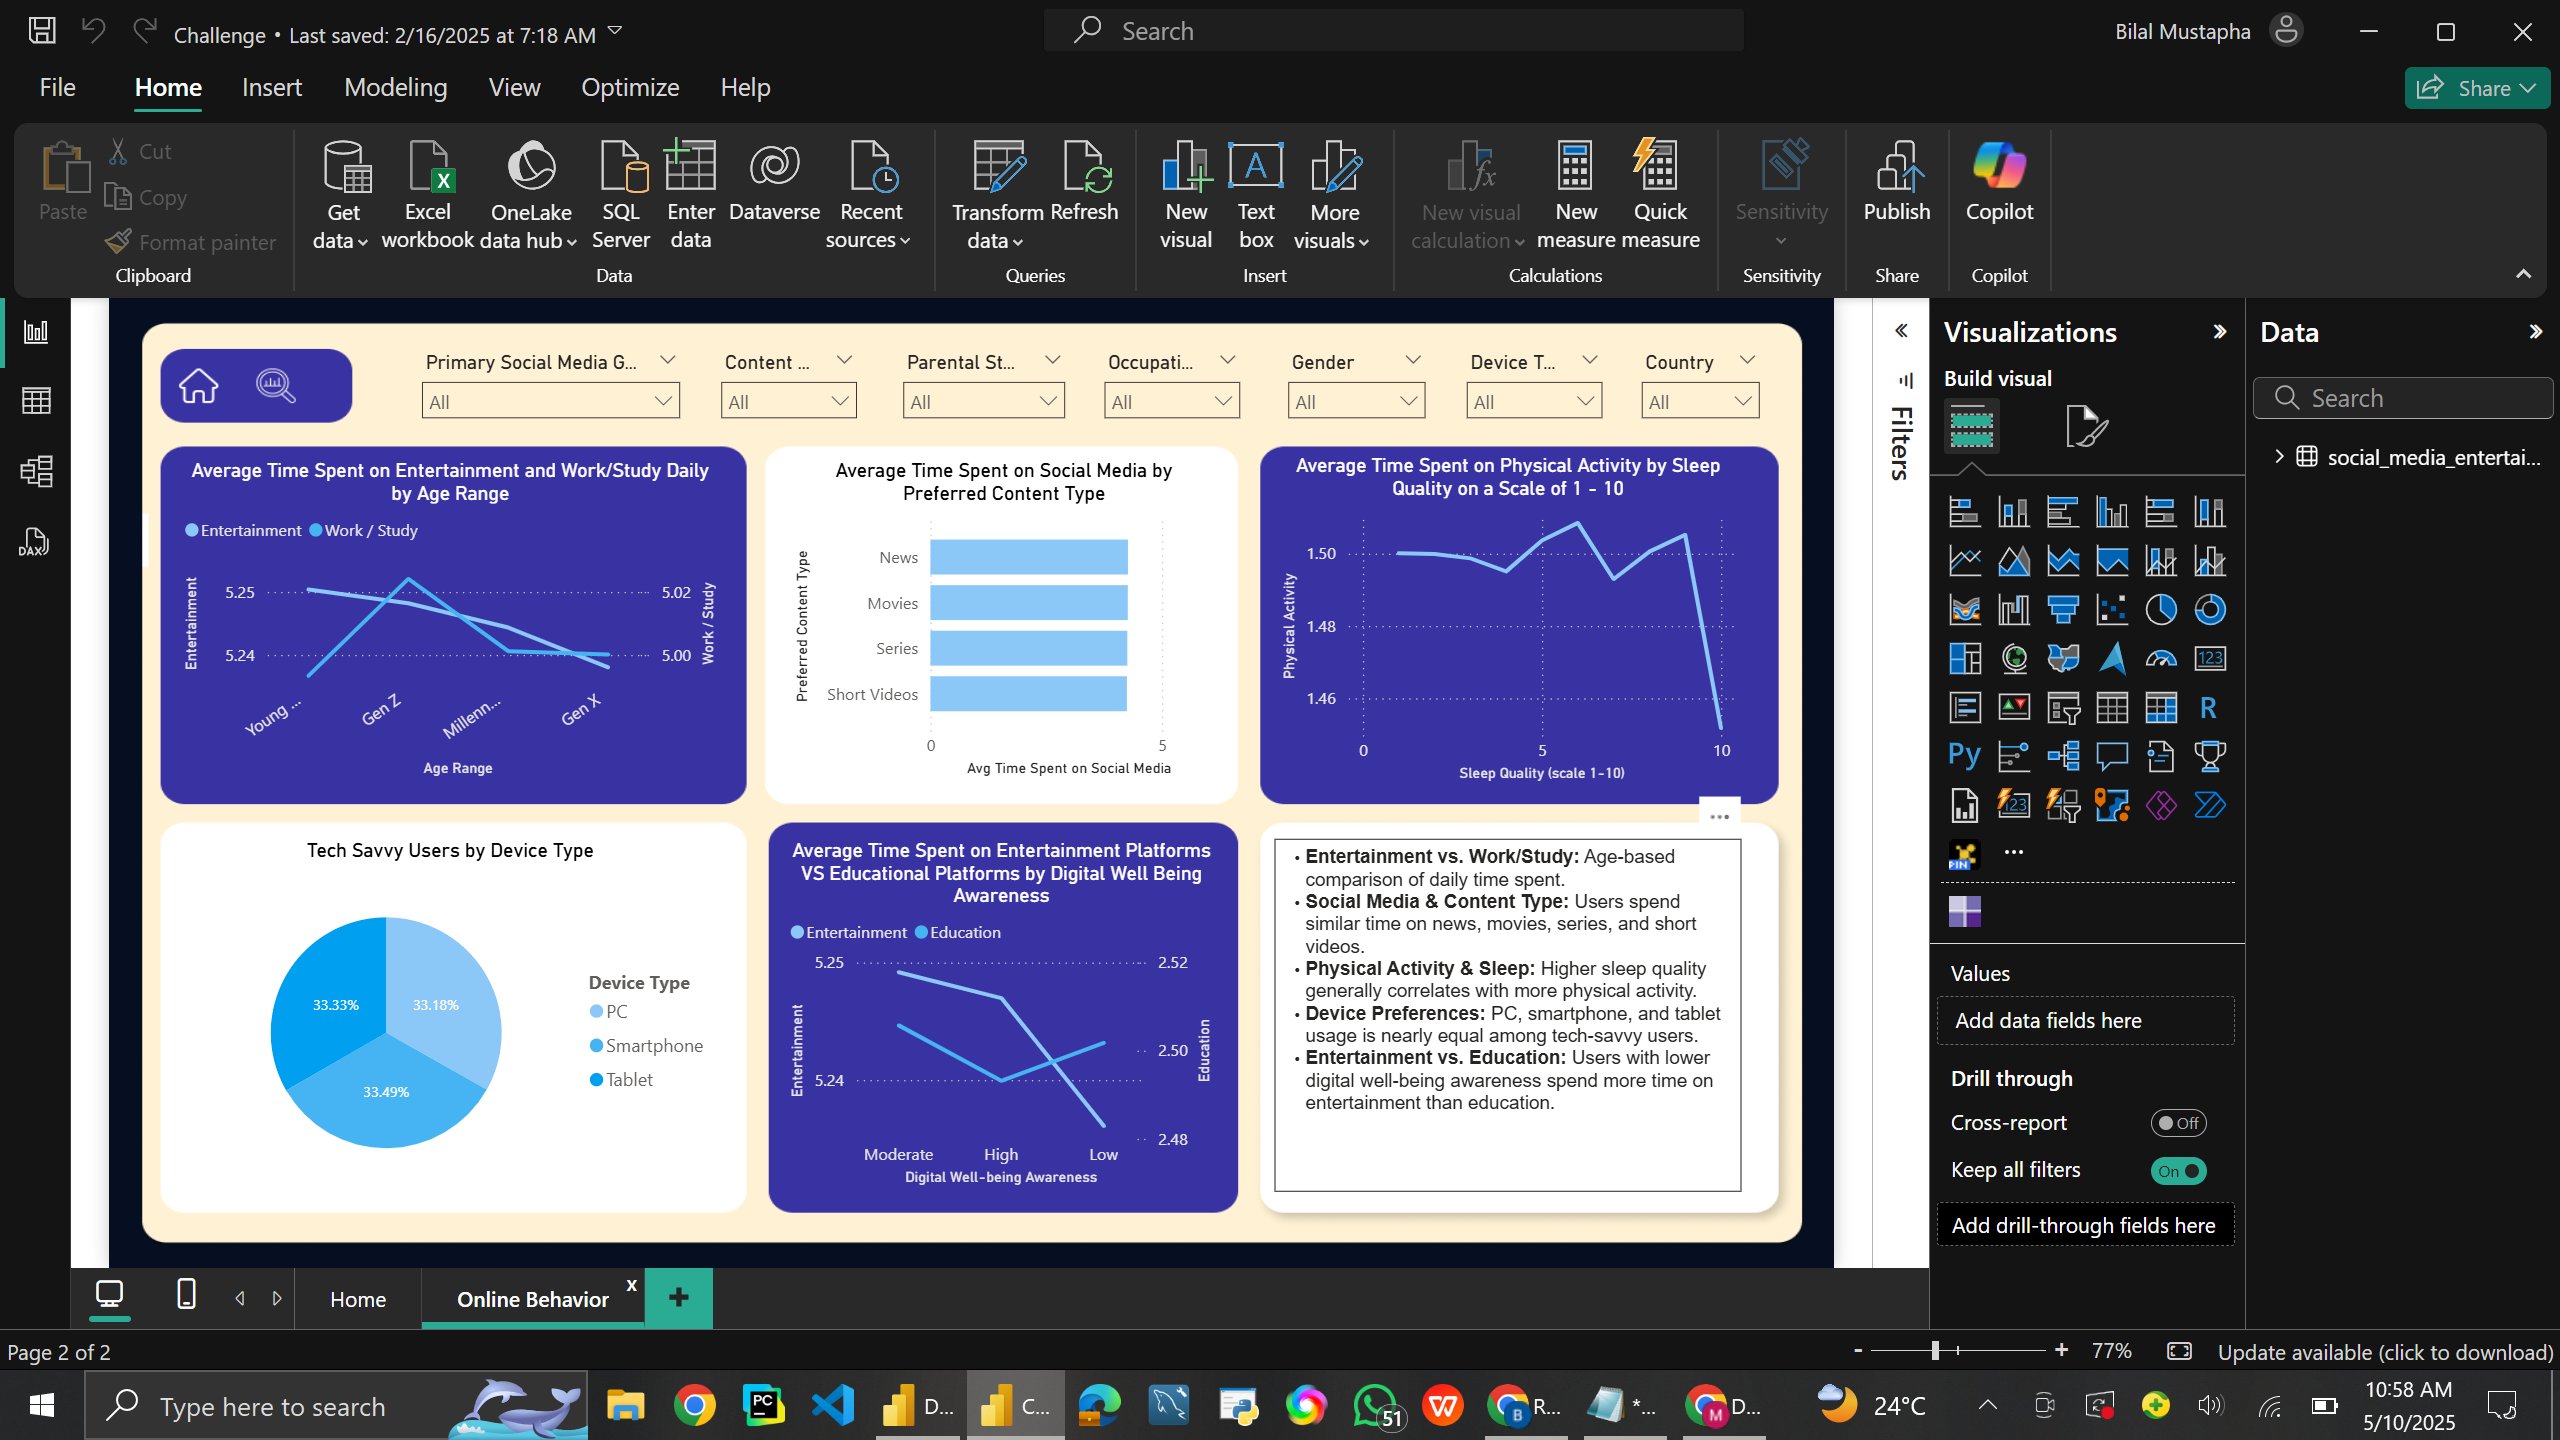 Challenge • Last saved: 2/16/2025 at 7:18 AM
Search
Bilal Mustapha
File
Home
Insert
Modeling
View
Optimize
Help
Share
Paste
Cut
Copy
Format painter
Clipboard
Get data
Excel workbook
OneLake data hub
SQL Server
Enter data
Dataverse
Recent sources
Data
Transform data
Refresh
Queries
New visual
Text box
More visuals
Insert
New visual calculation
New measure
Quick measure
Calculations
Sensitivity
Sensitivity
Publish
Share
Copilot
Copilot
DAX
Primary Social Media G...
All
Content ...
All
Parental St...
All
Occupati...
All
Gender
All
Device T...
All
Country
All
Average Time Spent on Entertainment and Work/Study Daily
by Age Range
Entertainment
Work / Study
Entertainment
5.25
5.24
5.02
5.00
Work / Study
Young ...
Gen Z
Millenn...
Gen X
Age Range
Average Time Spent on Social Media by
Preferred Content Type
Preferred Content Type
News
Movies
Series
Short Videos
0
5
Avg Time Spent on Social Media
Average Time Spent on Physical Activity by Sleep
Quality on a Scale of 1 - 10
Physical Activity
1.50
1.48
1.46
0
5
10
Sleep Quality (scale 1-10)
Tech Savvy Users by Device Type
33.33%
33.18%
33.49%
Device Type
PC
Smartphone
Tablet
Average Time Spent on Entertainment Platforms
VS Educational Platforms by Digital Well Being
Awareness
Entertainment
Education
Entertainment
5.25
5.24
2.52
2.50
2.48
Education
Moderate
High
Low
Digital Well-being Awareness
• Entertainment vs. Work/Study: Age-based
comparison of daily time spent.
• Social Media & Content Type: Users spend
similar time on news, movies, series, and short
videos.
• Physical Activity & Sleep: Higher sleep quality
generally correlates with more physical activity.
• Device Preferences: PC, smartphone, and tablet
usage is nearly equal among tech-savvy users.
• Entertainment vs. Education: Users with lower
digital well-being awareness spend more time on
entertainment than education.
Filters
Visualizations
Build visual
123
R
Py
123
PIN
...
Values
Add data fields here
Drill through
Cross-report
Off
Keep all filters
On
Add drill-through fields here
Data
Search
social_media_entertai...
Home
Online Behavior
x
+
Page 2 of 2
-
+
77%
Update available (click to download)
Type here to search
PC
D...
C...
51
W
B
R...
*...
M
D...
24°C
10:58 AM
5/10/2025